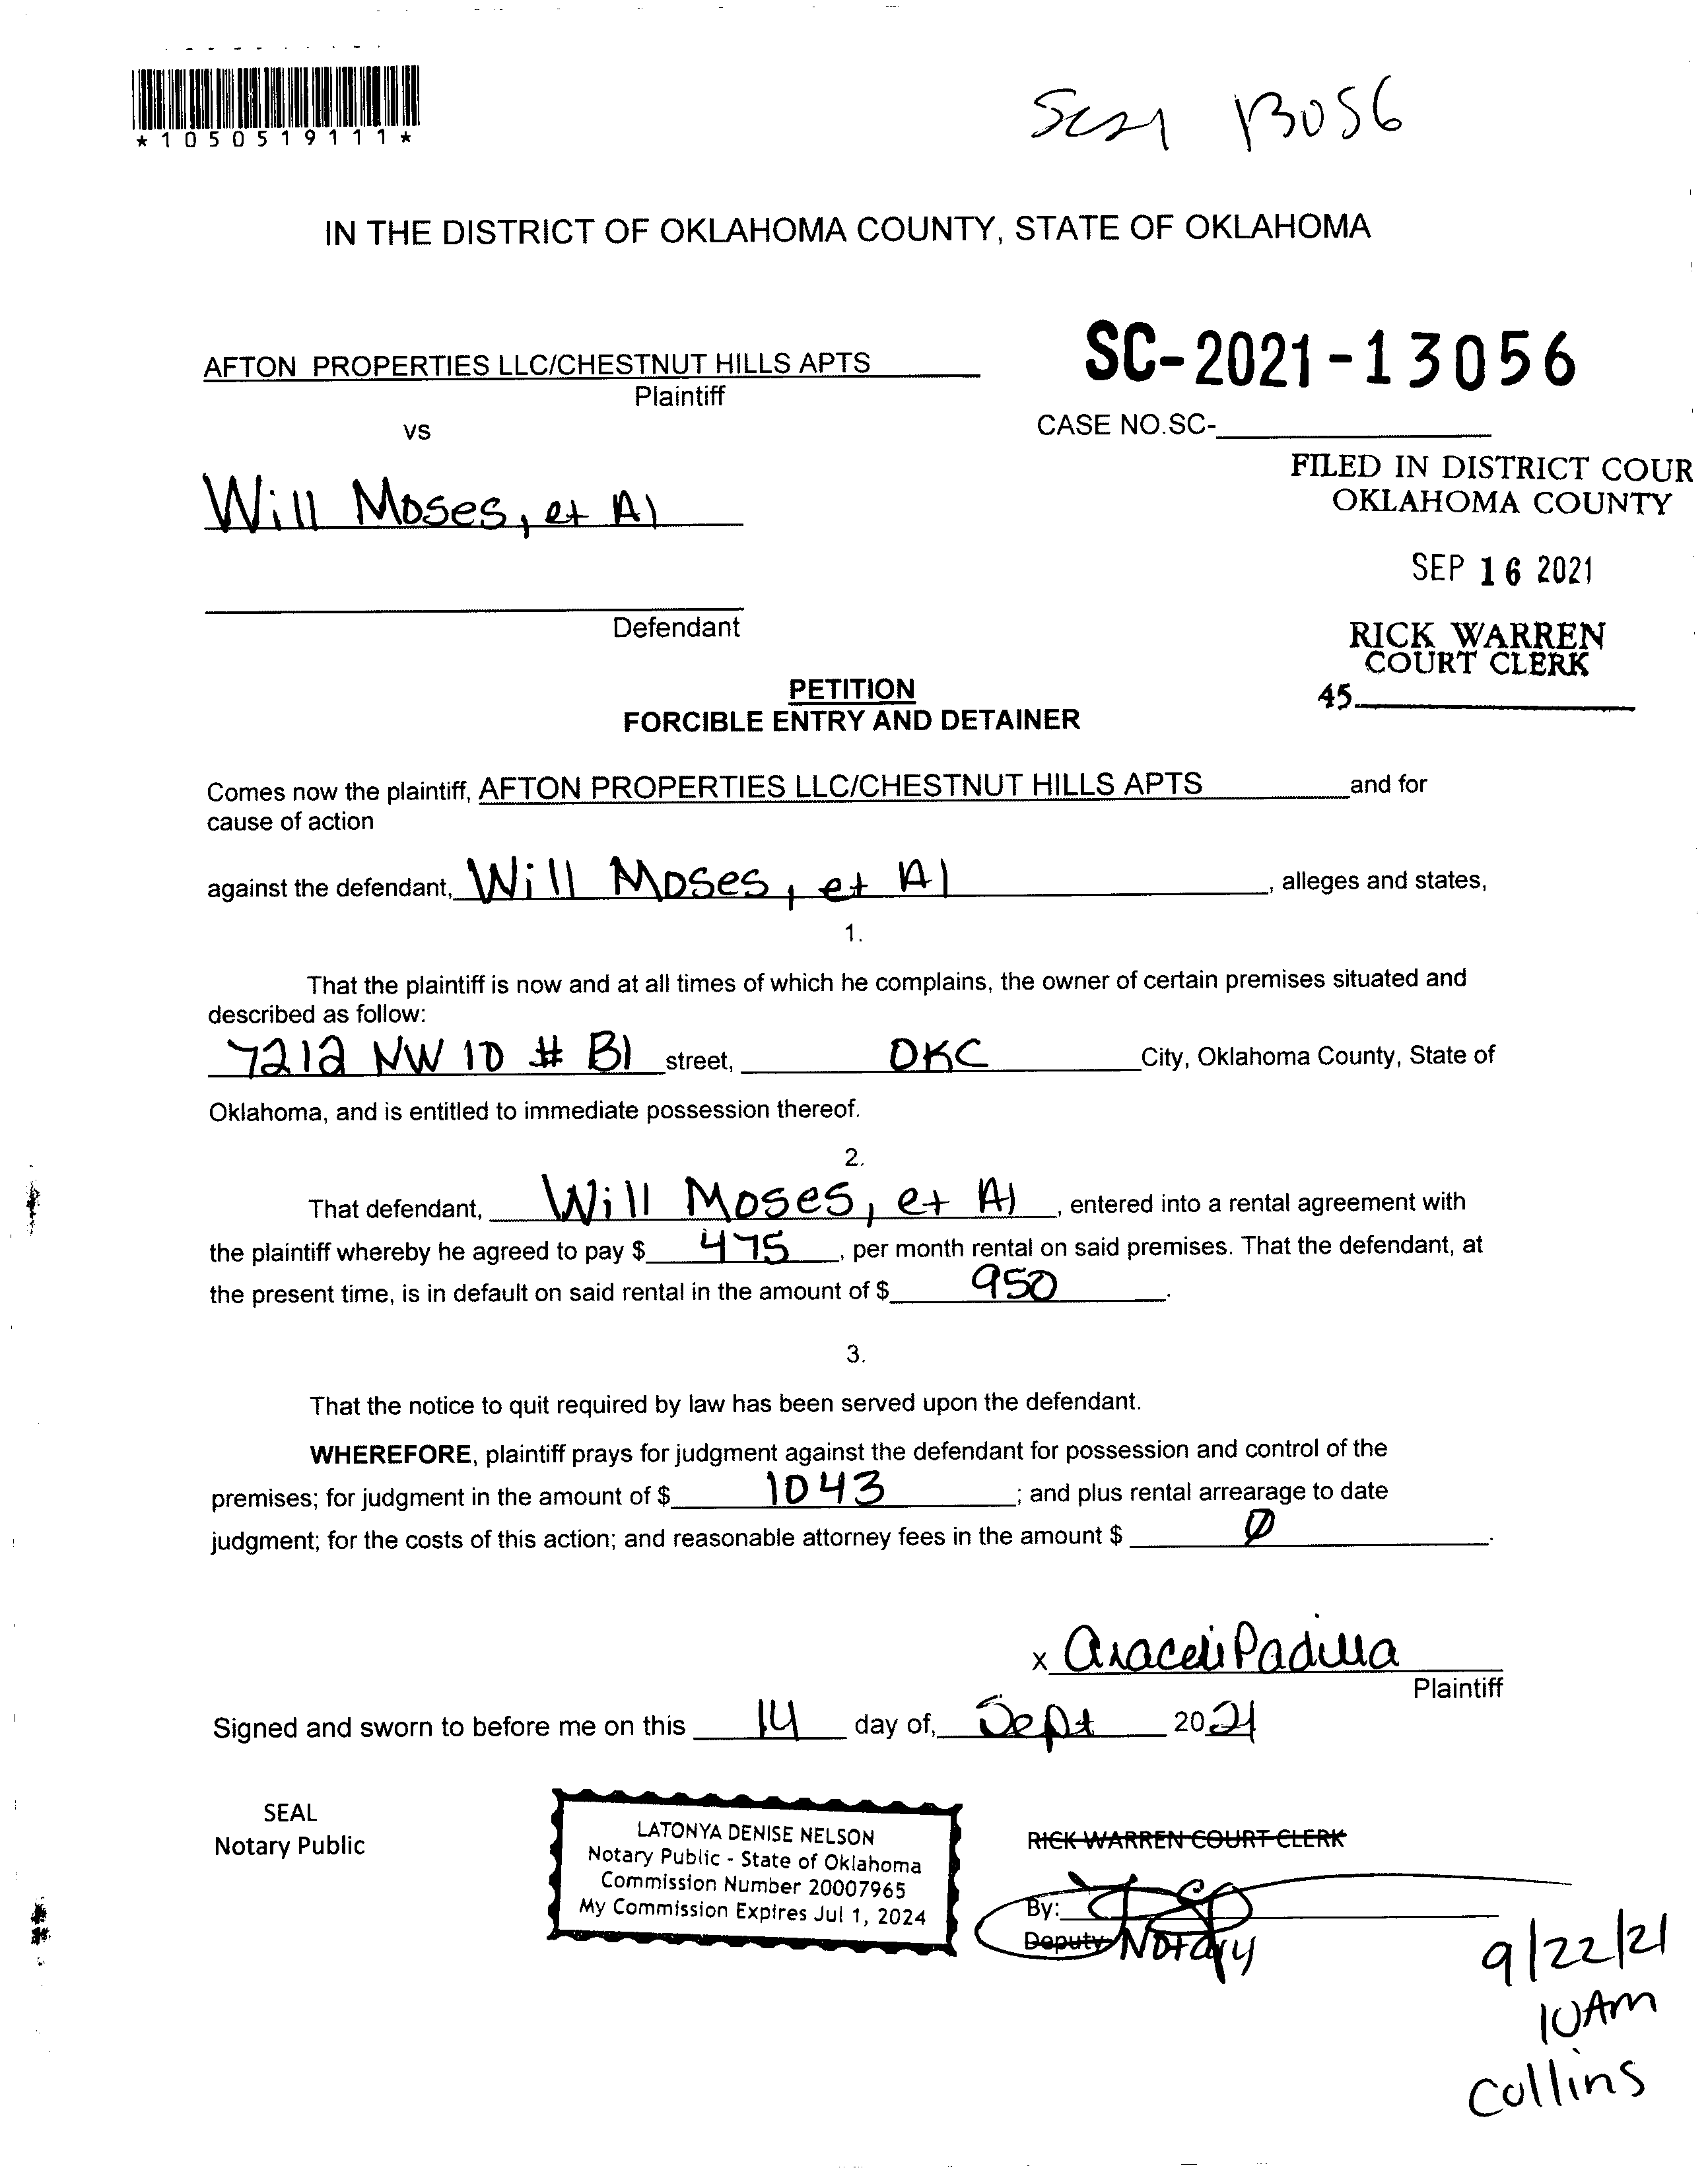 *1050519111*
SC21 13056
IN THE DISTRICT OF OKLAHOMA COUNTY, STATE OF OKLAHOMA
AFTON PROPERTIES LLC/CHESTNUT HILLS APTS
Plaintiff
SC-2021-13056
vs
CASE NO.SC-
FILED IN DISTRICT COUR
OKLAHOMA COUNTY
Will Moses, et Al
SEP 16 2021
Defendant
RICK WARREN
COURT CLERK
45
PETITION
FORCIBLE ENTRY AND DETAINER
Comes now the plaintiff, AFTON PROPERTIES LLC/CHESTNUT HILLS APTS and for
cause of action
against the defendant, Will Moses, et Al, alleges and states,
1.
That the plaintiff is now and at all times of which he complains, the owner of certain premises situated and
described as follow:
7212 NW 10 # B1 street, OKC City, Oklahoma County, State of
Oklahoma, and is entitled to immediate possession thereof.
2.
That defendant, Will Moses, et Al, entered into a rental agreement with
the plaintiff whereby he agreed to pay $ 475, per month rental on said premises. That the defendant, at
the present time, is in default on said rental in the amount of $ 950.
3.
That the notice to quit required by law has been served upon the defendant.
WHEREFORE, plaintiff prays for judgment against the defendant for possession and control of the
premises; for judgment in the amount of $ 1043; and plus rental arrearage to date
judgment; for the costs of this action; and reasonable attorney fees in the amount $ 0.
x Araceli Padilla
Plaintiff
Signed and sworn to before me on this 14 day of, Sept 2021
SEAL
Notary Public
LATONYA DENISE NELSON
Notary Public - State of Oklahoma
Commission Number 20007965
My Commission Expires Jul 1, 2024
RICK WARREN COURT CLERK
By:
Deputy Notary
9/22/21
10AM
Collins